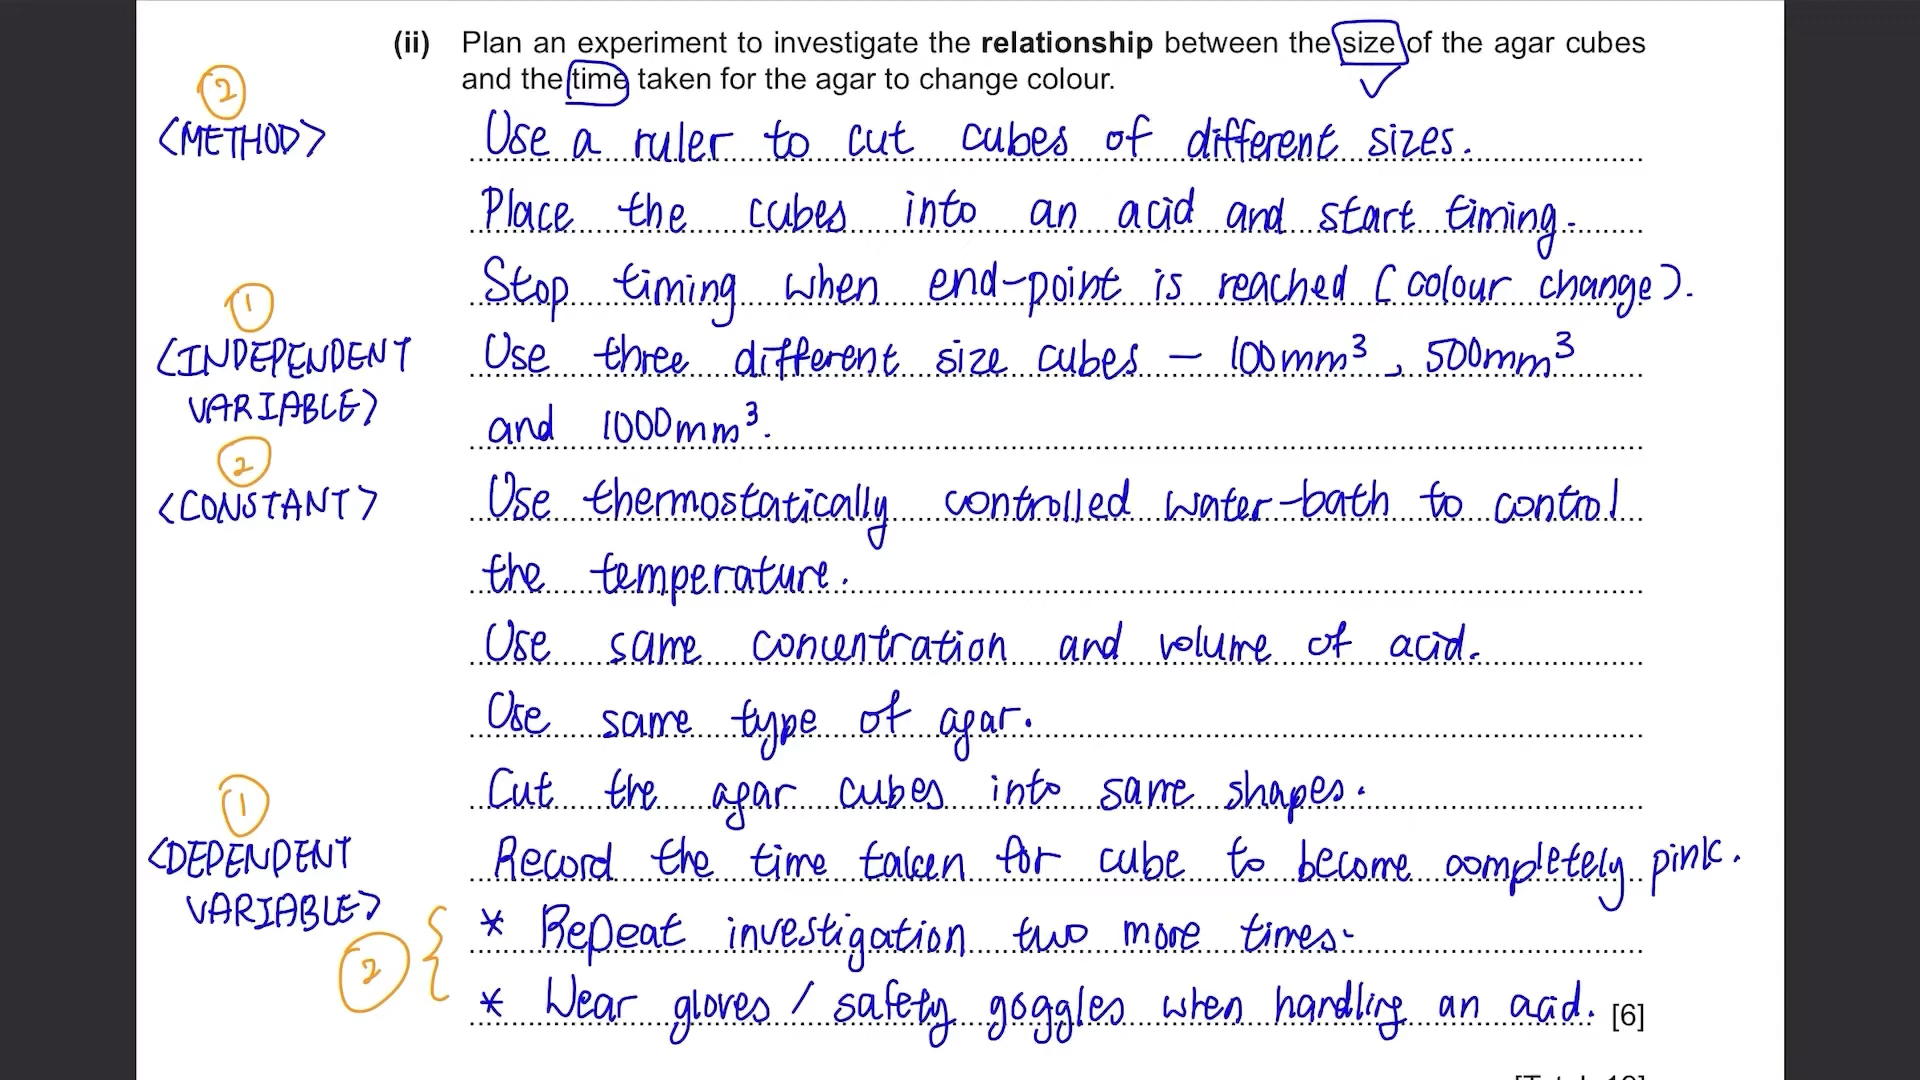 (ii) Plan an experiment to investigate the relationship between the size of the agar cubes
and the time taken for the agar to change colour.
2
<METHOD>
Use a ruler to cut cubes of different sizes.
Place the cubes into an acid and start timing.
Stop timing when end-point is reached (colour change).
1
<INDEPENDENT
VARIABLE>
Use three different size cubes — 100mm³, 500mm³
and 1000mm³.
2
<CONSTANT>
Use thermostatically controlled water-bath to control
the temperature.
Use same concentration and volume of acid.
Use same type of agar.
Cut the agar cubes into same shapes.
1
<DEPENDENT
VARIABLE>
Record the time taken for cube to become completely pink.
2
* Repeat investigation two more times.
* Wear gloves / safety goggles when handling an acid. [6]